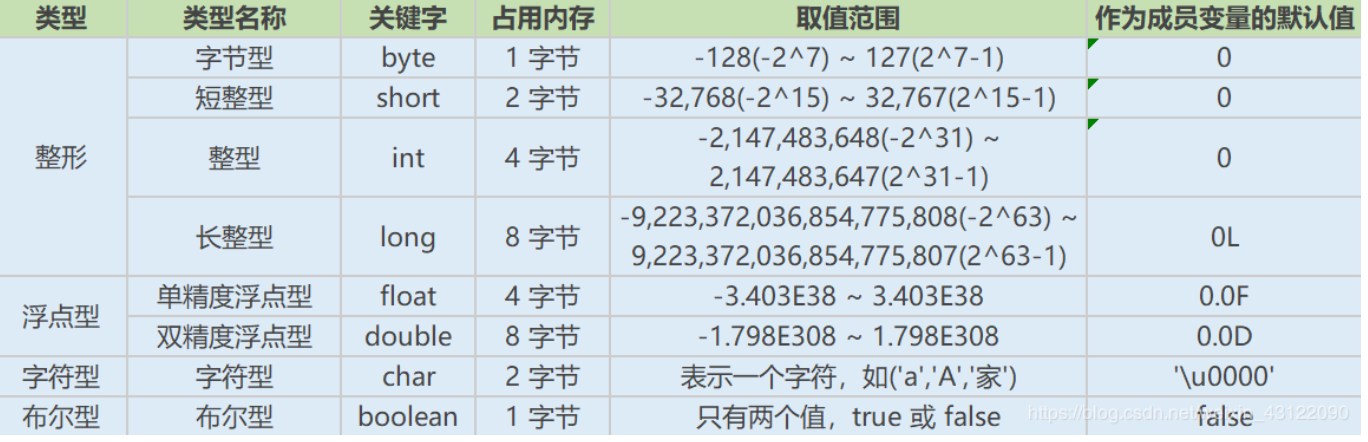 类型 类型名称 关键字 占用内存 取值范围 作为成员变量的默认值
整形 字节型 byte 1 字节 -128(-2^7) ~ 127(2^7-1) 0
短整型 short 2 字节 -32,768(-2^15) ~ 32,767(2^15-1) 0
整型 int 4 字节 -2,147,483,648(-2^31) ~
2,147,483,647(2^31-1) 0
长整型 long 8 字节 -9,223,372,036,854,775,808(-2^63) ~
9,223,372,036,854,775,807(2^63-1) 0L
浮点型 单精度浮点型 float 4 字节 -3.403E38 ~ 3.403E38 0.0F
双精度浮点型 double 8 字节 -1.798E308 ~ 1.798E308 0.0D
字符型 字符型 char 2 字节 表示一个字符，如('a','A','家') '\u0000'
布尔型 布尔型 boolean 1 字节 只有两个值，true 或 false false